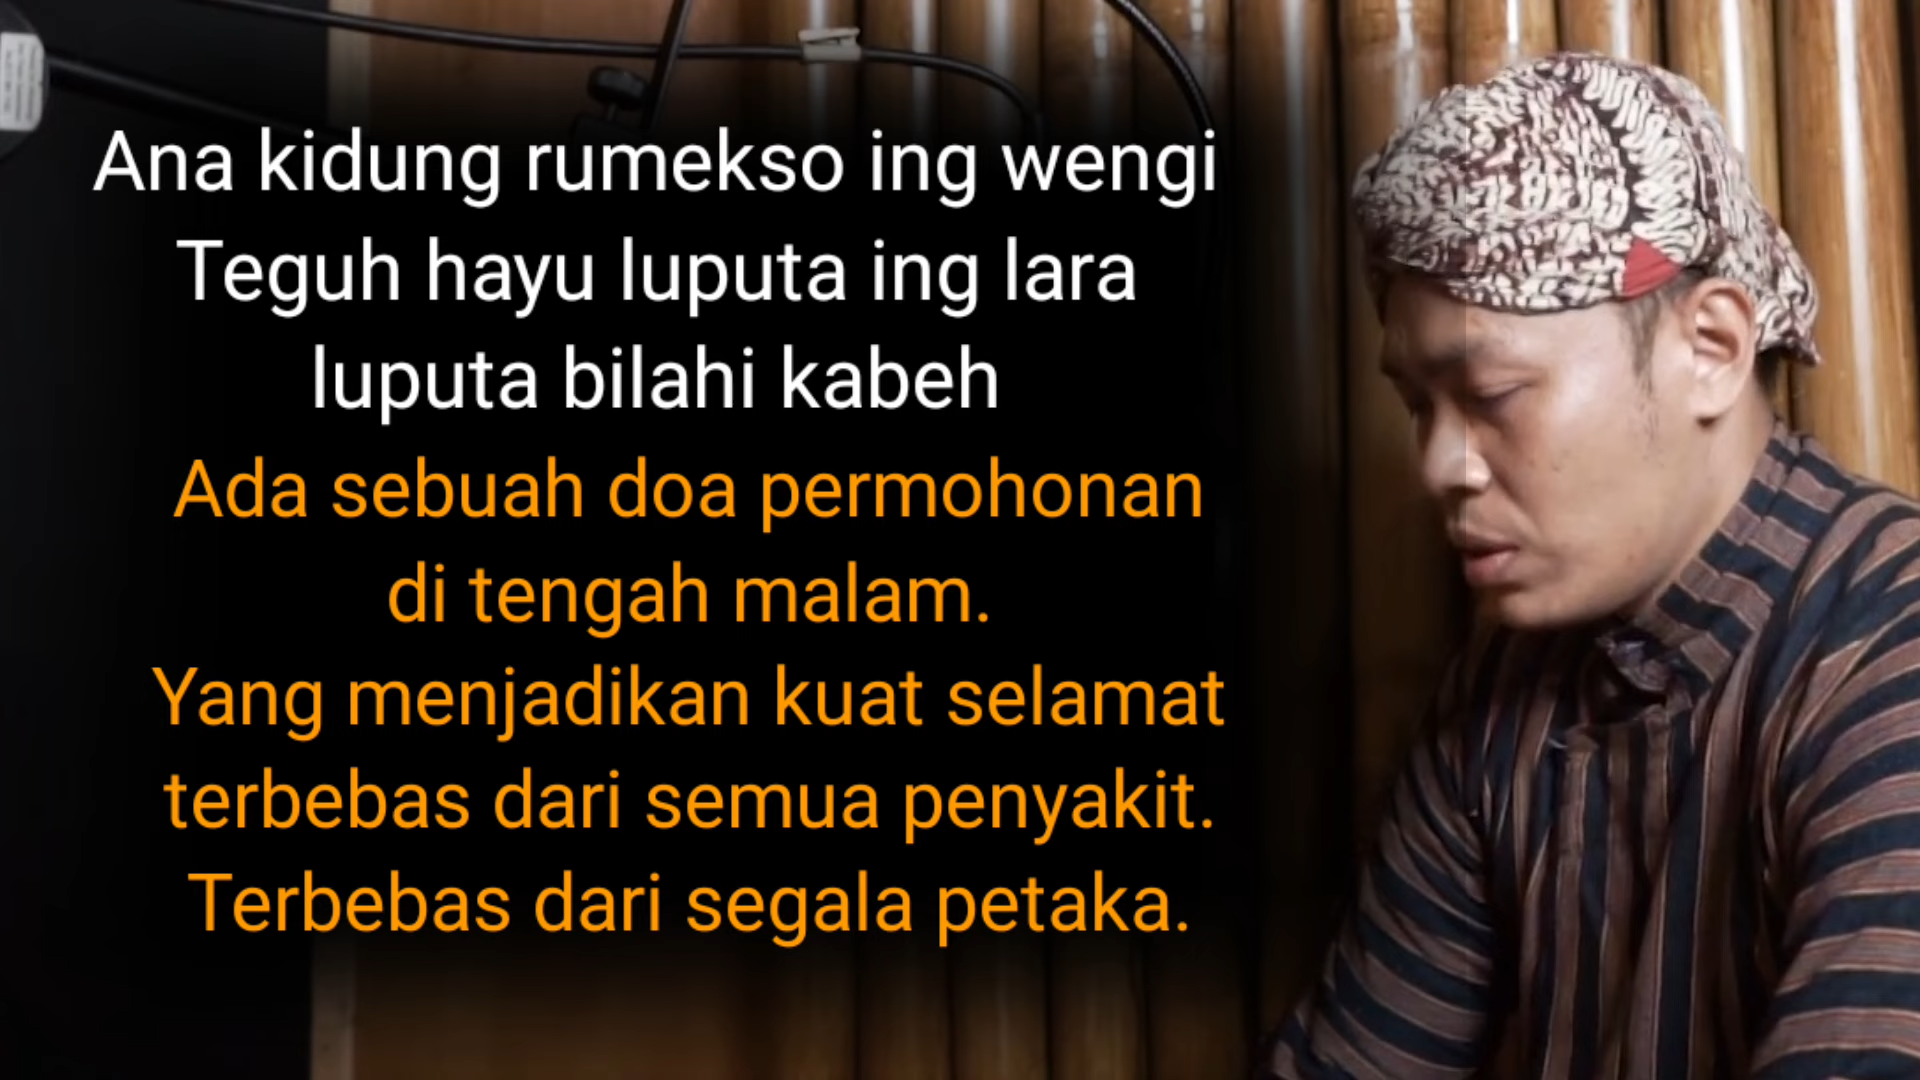 Ana kidung rumekso ing wengi
Teguh hayu luputa ing lara
luputa bilahi kabeh
Ada sebuah doa permohonan
di tengah malam.
Yang menjadikan kuat selamat
terbebas dari semua penyakit.
Terbebas dari segala petaka.